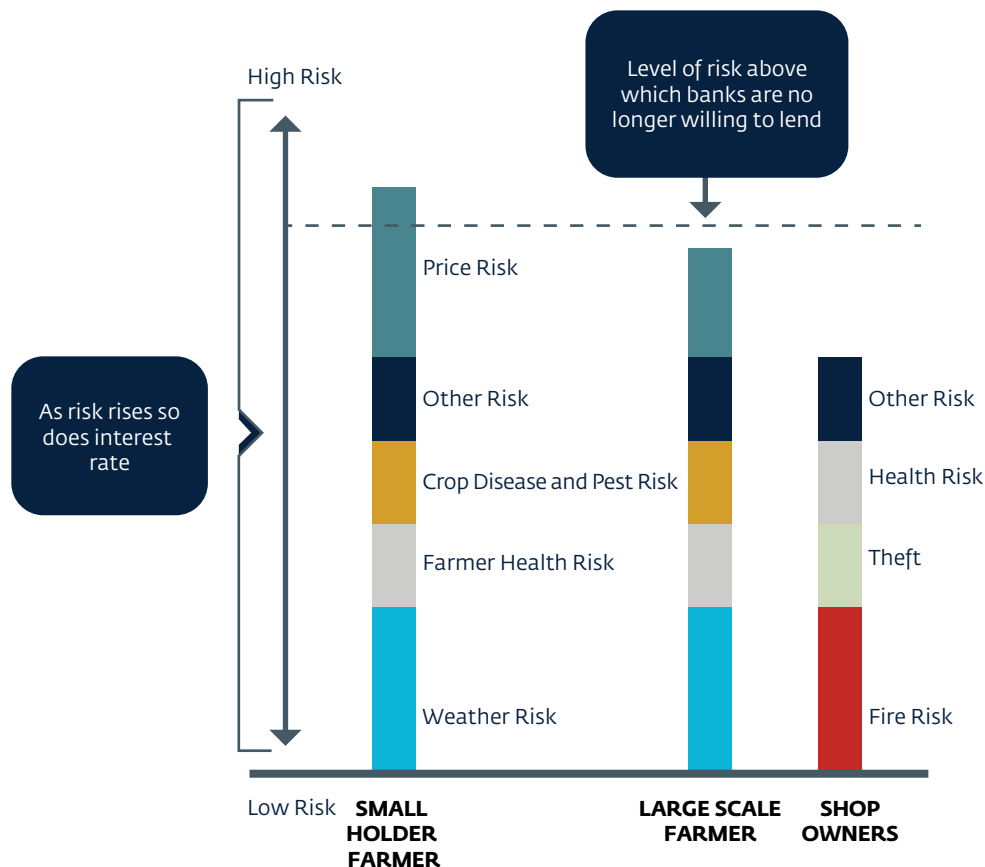 High Risk
Level of risk above
which banks are no
longer willing to lend
Price Risk
As risk rises so
does interest
rate
Other Risk
Other Risk
Crop Disease and Pest Risk
Health Risk
Farmer Health Risk
Theft
Weather Risk
Fire Risk
Low Risk
SMALL
HOLDER
FARMER
LARGE SCALE
FARMER
SHOP
OWNERS